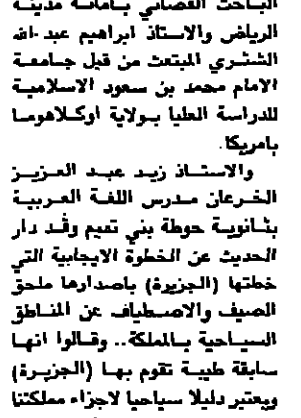 الباحث القضائي بامانة مدينة
الرياض والاستاذ ابراهيم عبد الله
الشثري المبتعث من قبل جامعة
الامام محمد بن سعود الاسلامية
للدراسة العليا بولاية اوكلاهوما
بامريكا.
والاستاذ زيد عبد العزيز
الخرعان مدرس اللغة العربية
بثانوية حوطة بني تميم وقد دار
الحديث عن الخطوة الايجابية التي
خطتها (الجزيرة) باصدارها ملحق
الصيف والاصطياف عن المناطق
السياحية بالمملكة.. وقالوا انها
سابقة طيبة تقوم بها (الجزيرة)
ويعتبر دليلا سياحيا لاجزاء مملكتنا